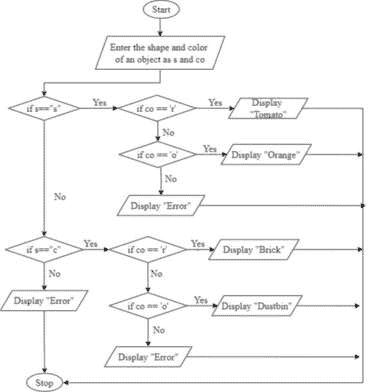 Start
Enter the shape and color
of an object as s and co
if s=="s"
Yes
if co == 'r'
Yes
Display
"Tomato"
No
if co == 'o'
Yes
Display "Orange"
No
No
Display "Error"
if s=="c"
Yes
if co == 'r'
Yes
Display "Brick"
No
No
Display "Error"
if co == 'o'
Yes
Display "Dustbin"
No
Display "Error"
Stop